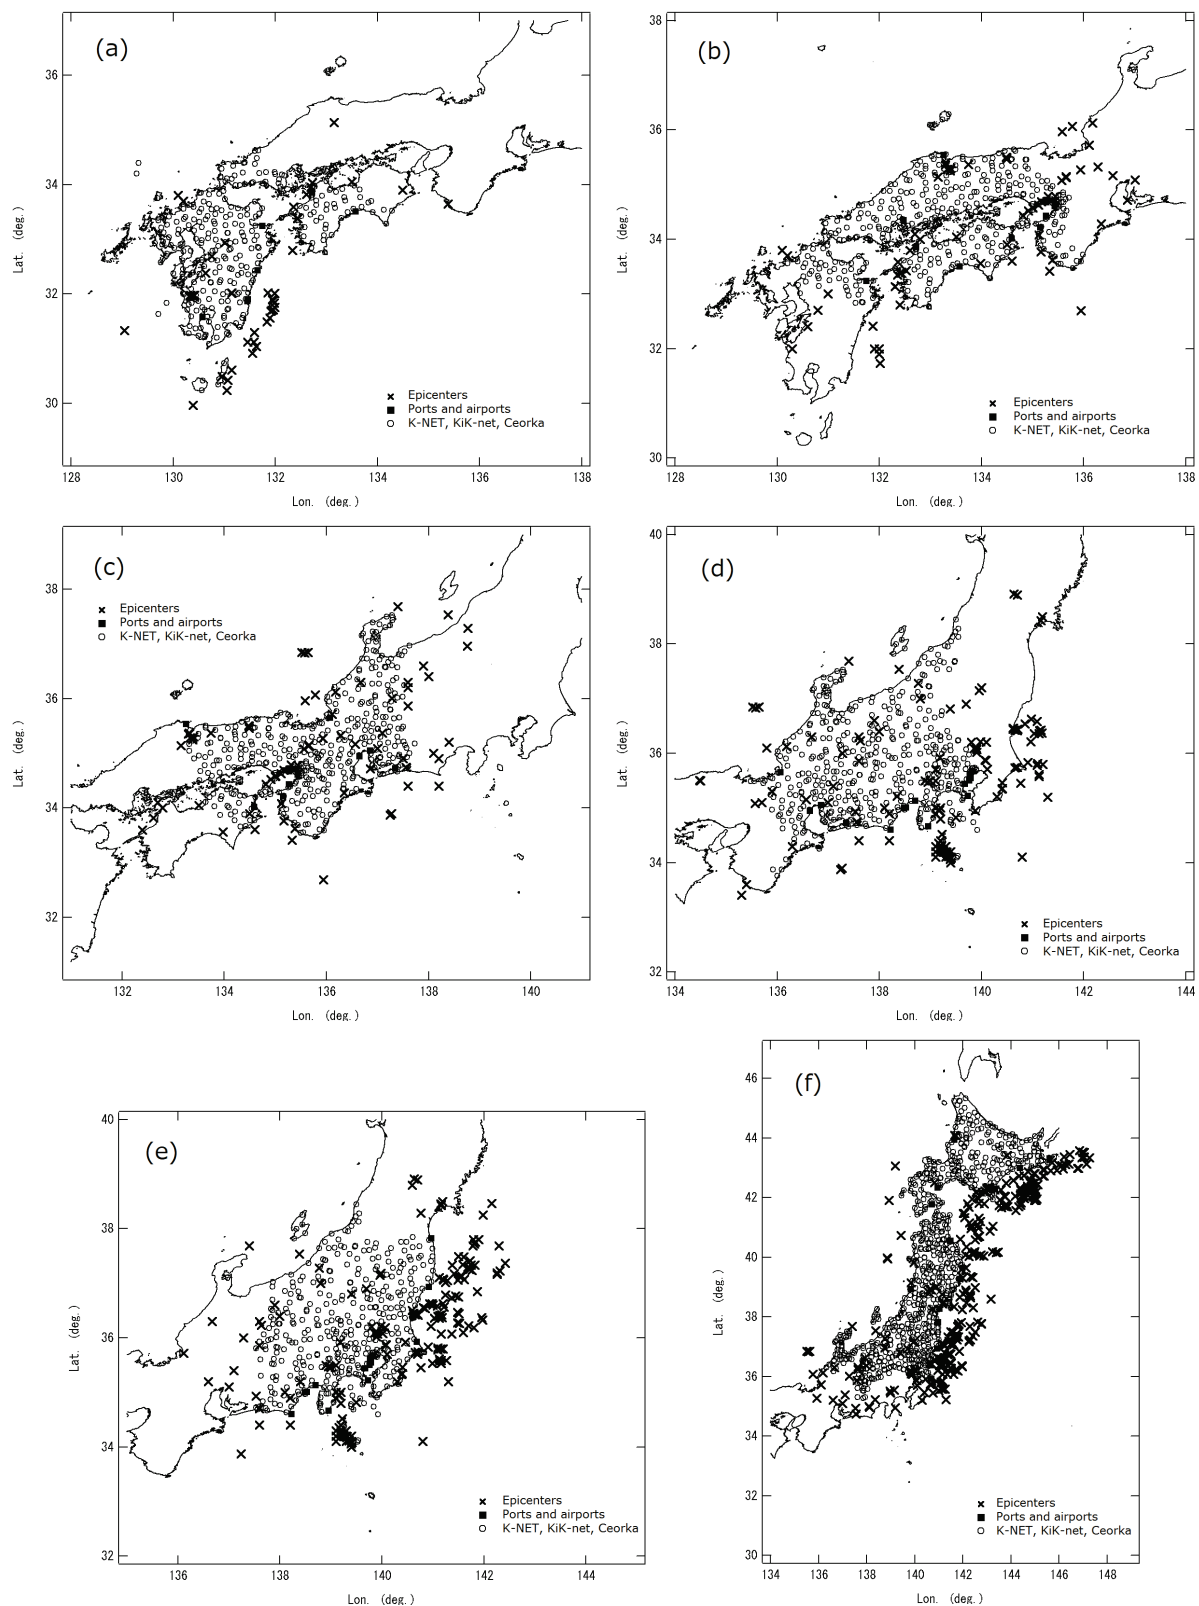 (a)
36
34
32
30
Lat. (deg.)
Epicenters
Ports and airports
K-NET, KiK-net, Ceorka
128 130 132 134 136 138
Lon. (deg.)
(b)
38
36
34
32
30
Lat. (deg.)
Epicenters
Ports and airports
K-NET, KiK-net, Ceorka
128 130 132 134 136 138
Lon. (deg.)
(c)
Epicenters
Ports and airports
K-NET, KiK-net, Ceorka
38
36
34
32
Lat. (deg.)
132 134 136 138 140
Lon. (deg.)
(d)
40
38
36
34
32
Lat. (deg.)
Epicenters
Ports and airports
K-NET, KiK-net, Ceorka
134 136 138 140 142 144
Lon. (deg.)
(e)
40
38
36
34
32
Lat. (deg.)
Epicenters
Ports and airports
K-NET, KiK-net, Ceorka
136 138 140 142 144
Lon. (deg.)
(f)
46
44
42
40
38
36
34
32
30
Lat. (deg.)
Epicenters
Ports and airports
K-NET, KiK-net, Ceorka
134 136 138 140 142 144 146 148
Lon. (deg.)